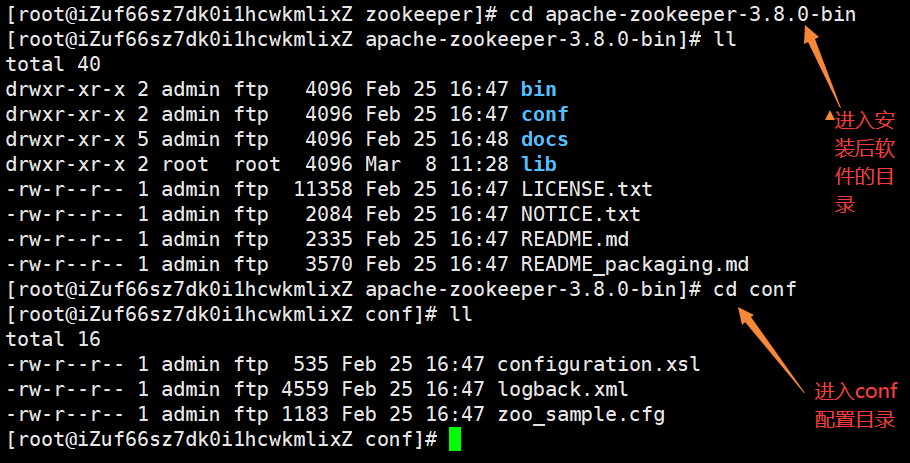 [root@iZuf66sz7dk0i1hcwkmlixZ zookeeper]# cd apache-zookeeper-3.8.0-bin
[root@iZuf66sz7dk0i1hcwkmlixZ apache-zookeeper-3.8.0-bin]# ll
total 40
drwxr-xr-x 2 admin ftp   4096 Feb 25 16:47 bin
drwxr-xr-x 2 admin ftp   4096 Feb 25 16:47 conf
drwxr-xr-x 5 admin ftp   4096 Feb 25 16:48 docs
drwxr-xr-x 2 root  root  4096 Mar  8 11:28 lib
-rw-r--r-- 1 admin ftp  11358 Feb 25 16:47 LICENSE.txt
-rw-r--r-- 1 admin ftp   2084 Feb 25 16:47 NOTICE.txt
-rw-r--r-- 1 admin ftp   2335 Feb 25 16:47 README.md
-rw-r--r-- 1 admin ftp   3570 Feb 25 16:47 README_packaging.md
进入安
装后软
件的目
录
[root@iZuf66sz7dk0i1hcwkmlixZ apache-zookeeper-3.8.0-bin]# cd conf
[root@iZuf66sz7dk0i1hcwkmlixZ conf]# ll
total 16
-rw-r--r-- 1 admin ftp  535 Feb 25 16:47 configuration.xsl
-rw-r--r-- 1 admin ftp 4559 Feb 25 16:47 logback.xml
-rw-r--r-- 1 admin ftp 1183 Feb 25 16:47 zoo_sample.cfg
[root@iZuf66sz7dk0i1hcwkmlixZ conf]#
进入conf
配置目录